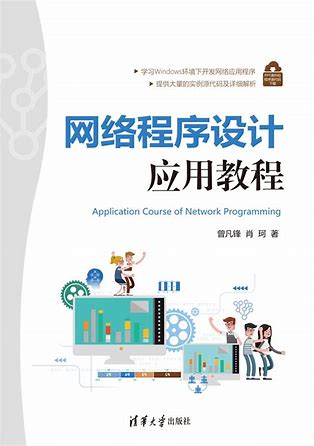 学习Windows环境下开发网络应用程序
提供大量的实例源代码及详细解析
网络程序设计
应用教程
Application Course of Network Programming
曾凡锋 肖 珂 著
清华大学出版社